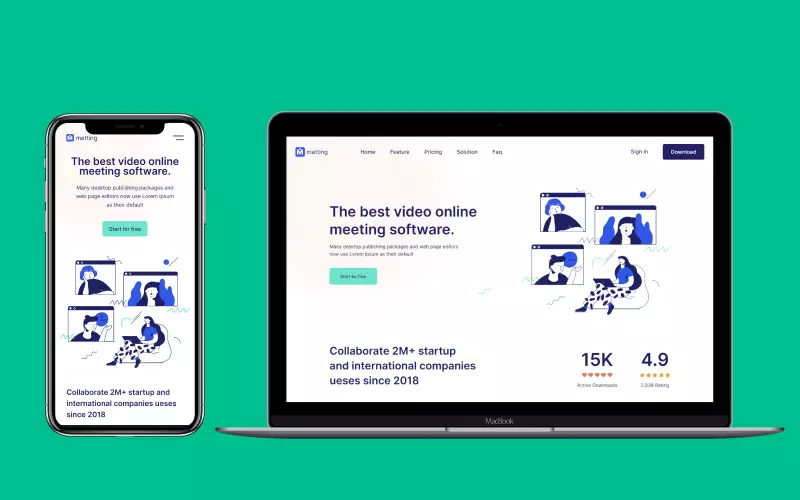 metting
The best video online
meeting software.
Many desktop publishing packages and
web page editors now use Lorem Ipsum
as their default
Start for free
Collaborate 2M+ startup and
international companies ueses
since 2018
metting
Home Feature Pricing Solution Faq
Sign in Download
The best video online
meeting software.
Many desktop publishing packages and web page editors
now use Lorem Ipsum as their default
Start for free
Collaborate 2M+ startup
and international companies
ueses since 2018
15K 4.9
Active Downloads 2,938 Rating
MacBook